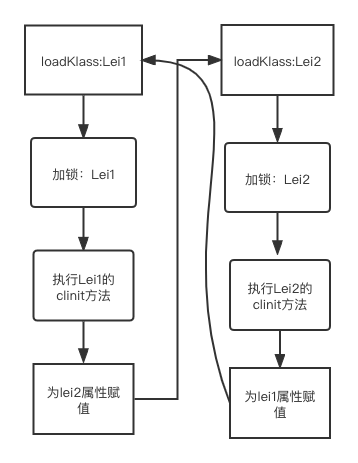 loadKlass:Lei1
加锁：Lei1
执行Lei1的
clinit方法
为lei2属性赋
值
loadKlass:Lei2
加锁：Lei2
执行Lei2的
clinit方法
为lei1属性赋
值